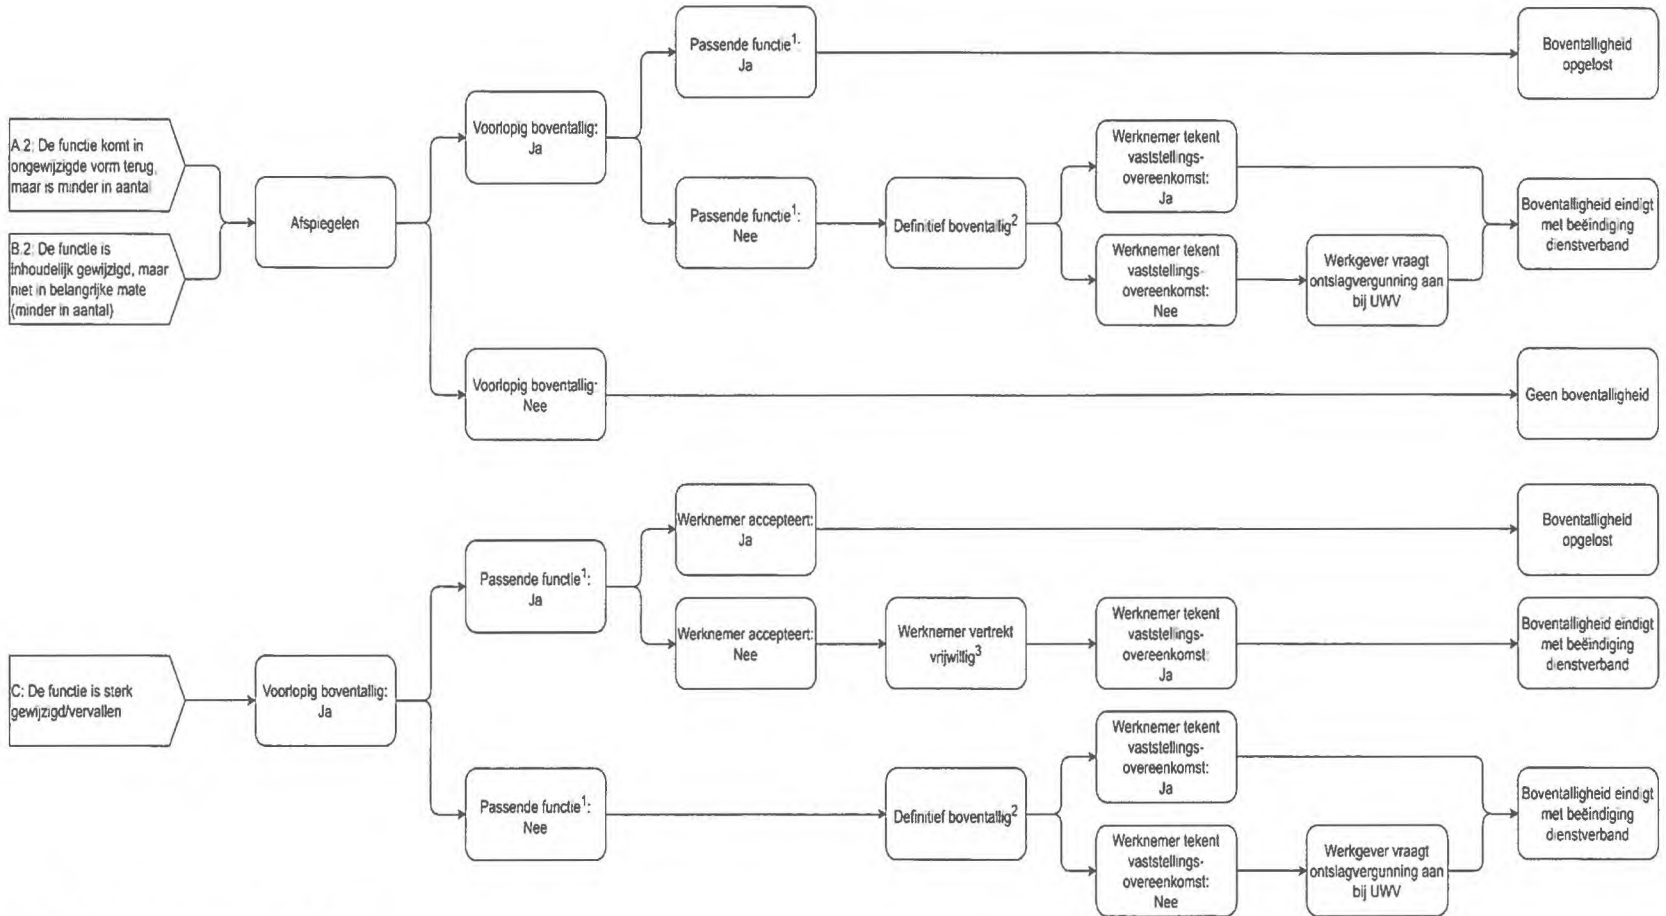 Passende functie¹:
Ja
Boventalligheid
opgelost
A.2: De functie komt in
ongewijzigde vorm terug,
maar is minder in aantal
Voorlopig boventallig:
Ja
Werknemer tekent
vaststellings-
overeenkomst:
Ja
Afspiegelen
Passende functie¹:
Nee
Definitief boventallig²
Boventalligheid eindigt
met beëindiging
dienstverband
B.2: De functie is
inhoudelijk gewijzigd, maar
niet in belangrijke mate
(minder in aantal)
Werknemer tekent
vaststellings-
overeenkomst:
Nee
Werkgever vraagt
ontslagvergunning aan
bij UWV
Voorlopig boventallig:
Nee
Geen boventalligheid
Werknemer accepteert:
Ja
Boventalligheid
opgelost
Passende functie¹:
Ja
Werknemer accepteert:
Nee
Werknemer vertrekt
vrijwillig³
Werknemer tekent
vaststellings-
overeenkomst:
Ja
Boventalligheid eindigt
met beëindiging
dienstverband
C: De functie is sterk
gewijzigd/vervallen
Voorlopig boventallig:
Ja
Passende functie¹:
Nee
Definitief boventallig²
Werknemer tekent
vaststellings-
overeenkomst:
Ja
Boventalligheid eindigt
met beëindiging
dienstverband
Werknemer tekent
vaststellings-
overeenkomst:
Nee
Werkgever vraagt
ontslagvergunning aan
bij UWV